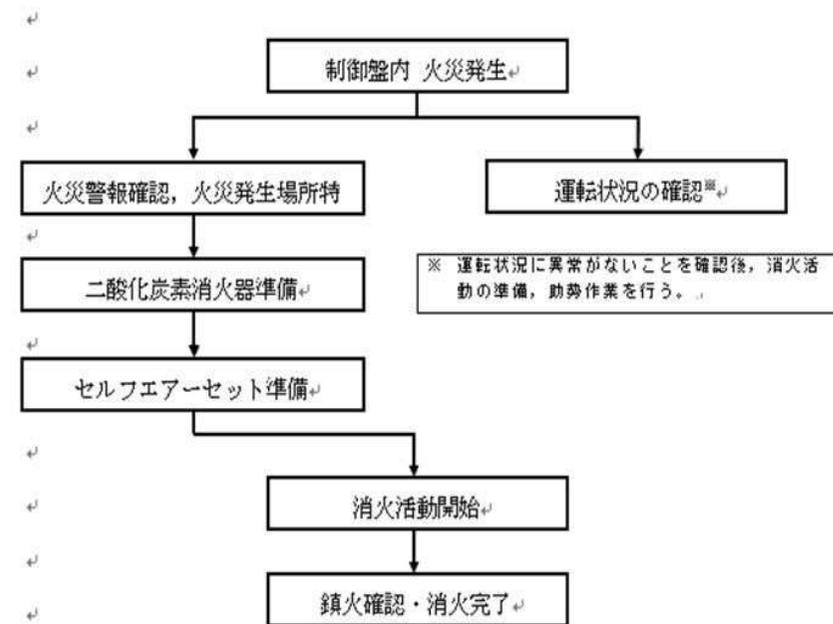 制御盤内 火災発生
火災警報確認，火災発生場所特
運転状況の確認※
二酸化炭素消火器準備
※ 運転状況に異常がないことを確認後，消火活
動の準備，助勢作業を行う。
セルフエアーセット準備
消火活動開始
鎮火確認・消火完了